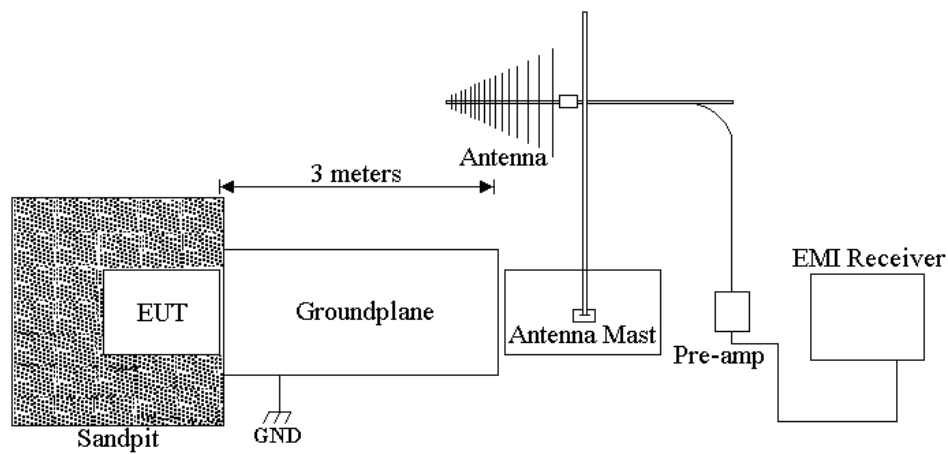 Antenna
3 meters
EMI Receiver
EUT
Groundplane
Antenna Mast
Pre-amp
GND
Sandpit